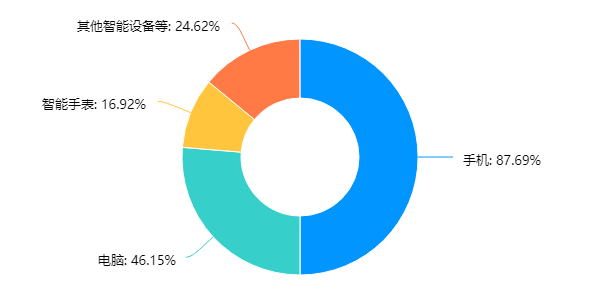 其他智能设备等: 24.62%
智能手表: 16.92%
手机: 87.69%
电脑: 46.15%